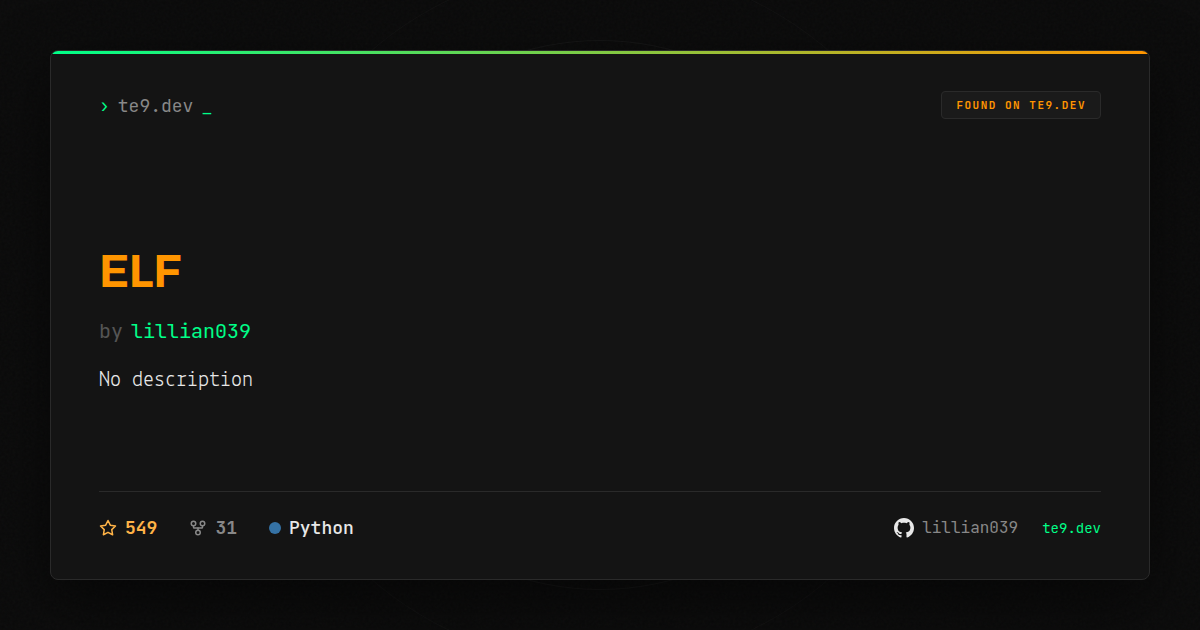 › te9.dev _
FOUND ON TE9.DEV
ELF
by lillian039
No description
549 31 Python
lillian039 te9.dev